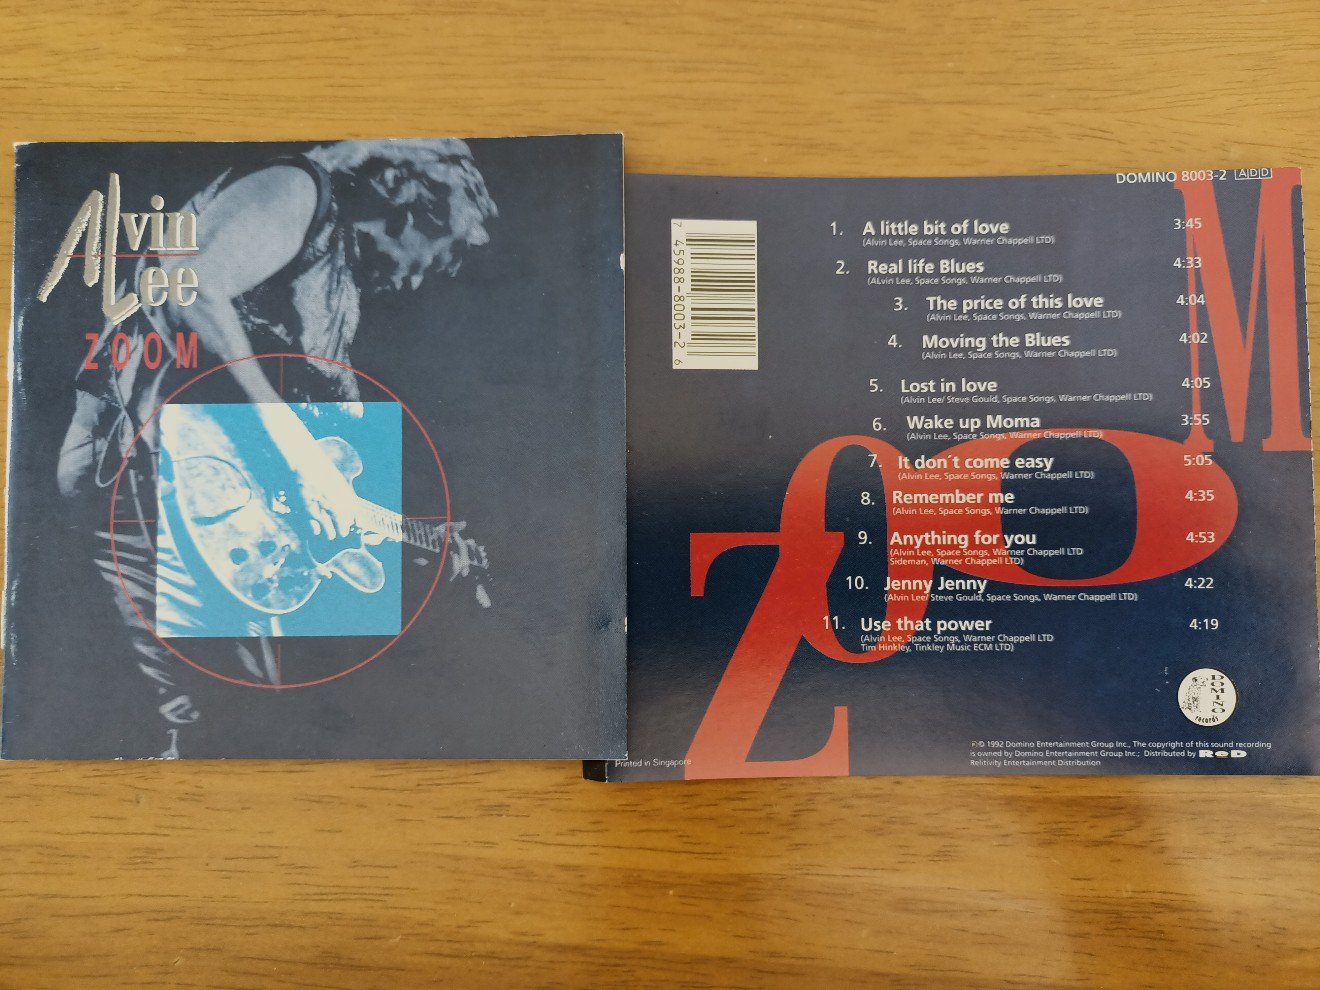 Alvin
Lee
ZOOM
DOMINO 8003-2 ADD
7 45988-8003-2 6
1. A little bit of love 3:45
(Alvin Lee, Space Songs, Warner Chappell LTD)
2. Real life Blues 4:33
(ALvin Lee, Space Songs, Warner Chappell LTD)
3. The price of this love 4:04
(Alvin Lee, Space Songs, Warner Chappell LTD)
4. Moving the Blues 4:02
(Alvin Lee, Space Songs, Warner Chappell LTD)
5. Lost in love 4:05
(Alvin Lee/ Steve Gould, Space Songs, Warner Chappell LTD)
6. Wake up Moma 3:55
(Alvin Lee, Space Songs, Warner Chappell LTD)
7. It don´t come easy 5:05
(Alvin Lee, Space Songs, Warner Chappell LTD)
8. Remember me 4:35
(Alvin Lee, Space Songs, Warner Chappell LTD)
9. Anything for you 4:53
(Alvin Lee, Space Songs, Warner Chappell LTD
Sideman, Warner Chappell LTD)
10. Jenny Jenny 4:22
(Alvin Lee/ Steve Gould, Space Songs, Warner Chappell LTD)
11. Use that power 4:19
(Alvin Lee, Space Songs, Warner Chappell LTD
Tim Hinkley, Tinkley Music ECM LTD)
ZOOM
DOMINO
records
℗© 1992 Domino Entertainment Group Inc., The copyright of this sound recording
is owned by Domino Entertainment Group Inc.; Distributed by ReD
Relitivity Entertainment Distribution
Printed in Singapore